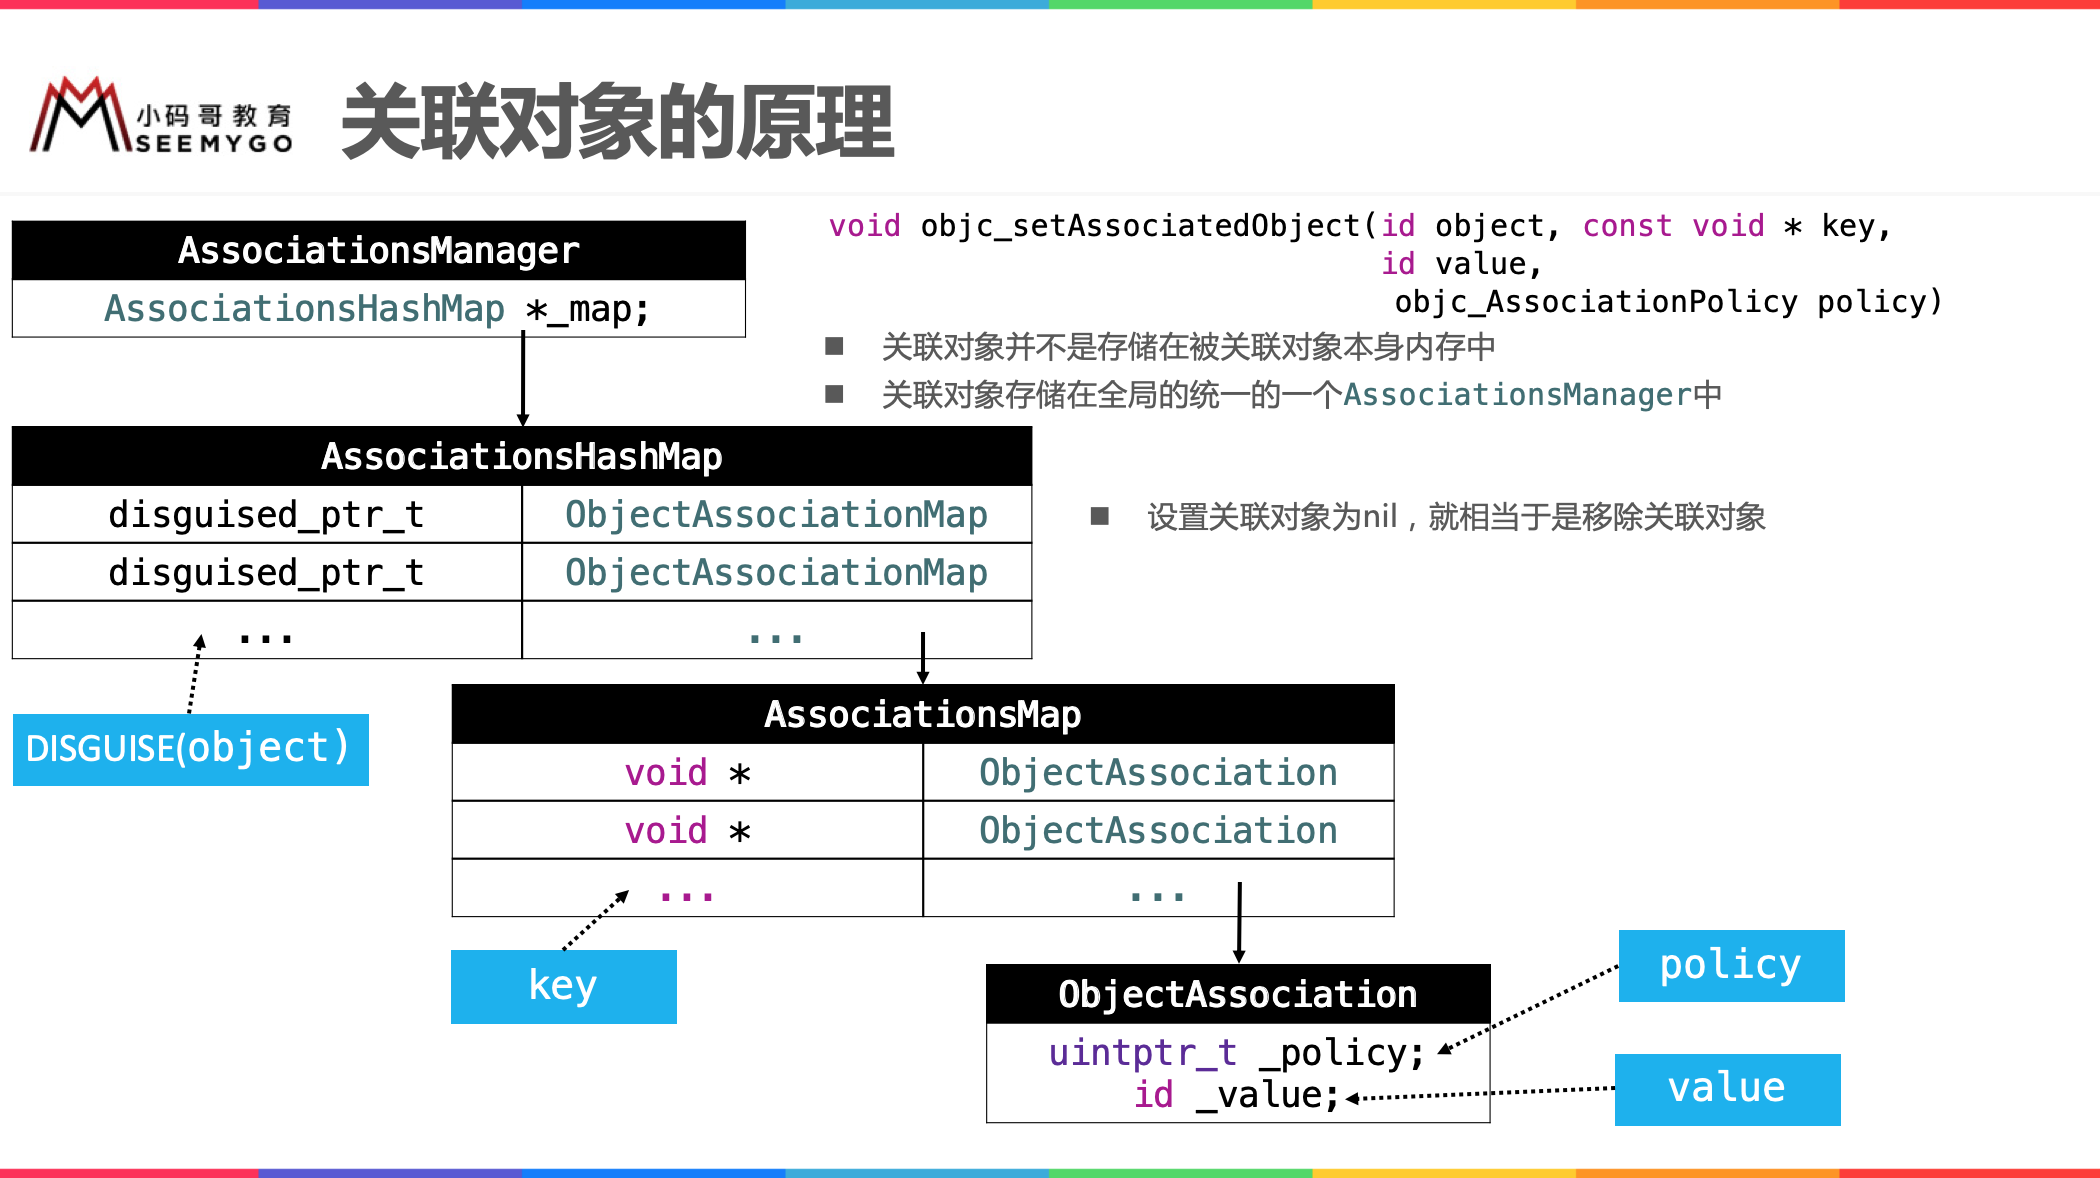 小码哥教育
SEEMYGO
关联对象的原理
AssociationsManager
AssociationsHashMap *_map;
void objc_setAssociatedObject(id object, const void * key,
id value,
objc_AssociationPolicy policy)
■ 关联对象并不是存储在被关联对象本身内存中
■ 关联对象存储在全局的统一的一个AssociationsManager中
AssociationsHashMap
disguised_ptr_t ObjectAssociationMap
disguised_ptr_t ObjectAssociationMap
... ...
■ 设置关联对象为nil，就相当于是移除关联对象
DISGUISE(object)
AssociationsMap
void * ObjectAssociation
void * ObjectAssociation
... ...
key
ObjectAssociation
uintptr_t _policy;
id _value;
policy
value